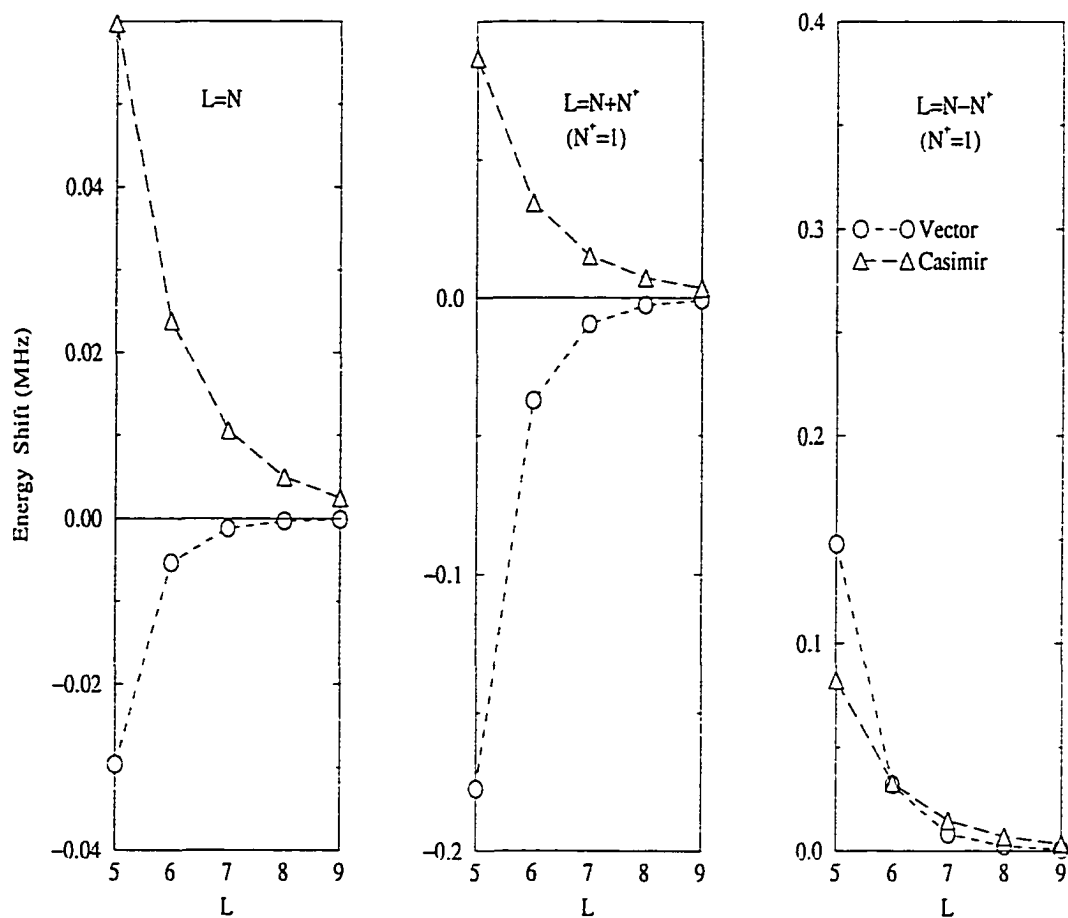 Energy Shift (MHz)
0.04
0.02
0.00
−0.02
−0.04
L=N
5 6 7 8 9
L
0.0
−0.1
−0.2
L=N+N⁺
(N⁺=1)
5 6 7 8 9
L
0.4
0.3
0.2
0.1
0.0
L=N−N⁺
(N⁺=1)
Vector
Casimir
5 6 7 8 9
L